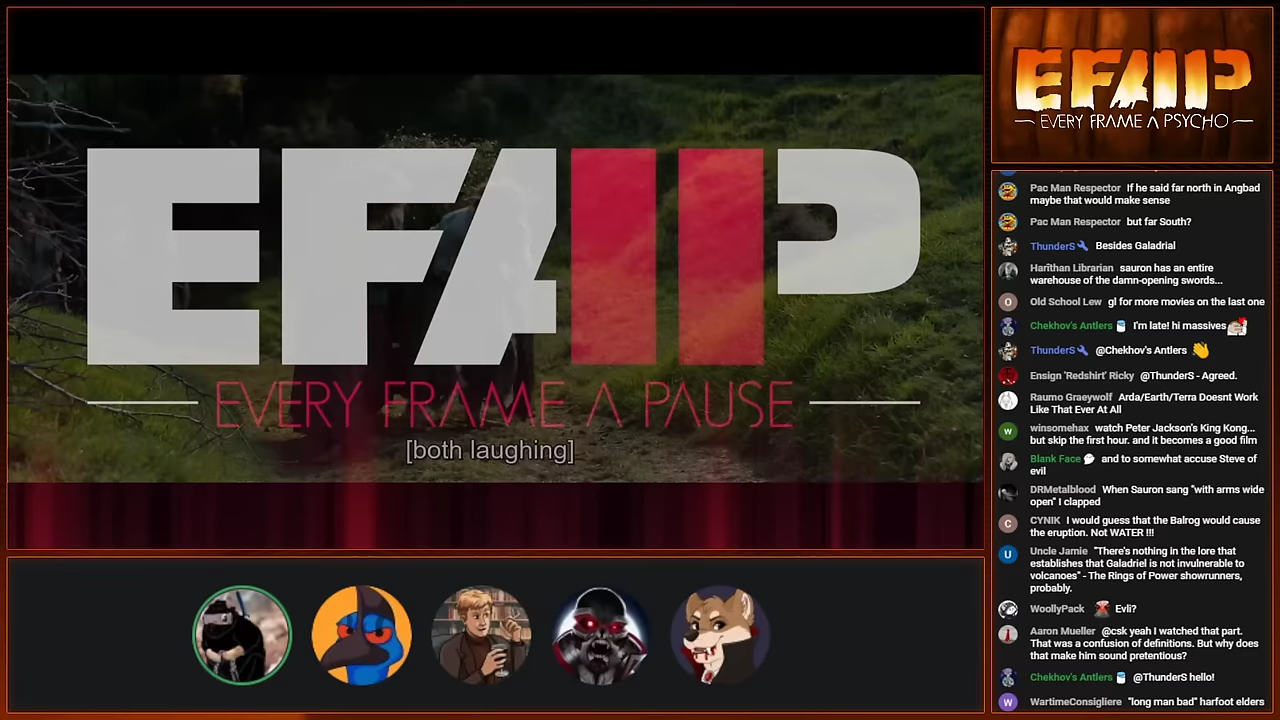 EFAIIP
EVERY FRAME A PAUSE
[both laughing]
EFAIIP
EVERY FRAME A PSYCHO
Pac Man Respector If he said far north in Angbad
maybe that would make sense
Pac Man Respector but far South?
ThunderS Besides Galadrial
Harīthan Librarian sauron has an entire
warehouse of the damn-opening swords...
O
Old School Lew gl for more movies on the last one
Chekhov's Antlers I'm late! hi massives
ThunderS @Chekhov's Antlers
Ensign 'Redshirt' Ricky @ThunderS - Agreed.
Raumo Graeywolf Arda/Earth/Terra Doesnt Work
Like That Ever At All
w
winsomehax watch Peter Jackson's King Kong...
but skip the first hour. and it becomes a good film
Blank Face and to somewhat accuse Steve of
evil
DRMetalblood When Sauron sang "with arms wide
open" I clapped
C
CYNIK I would guess that the Balrog would cause
the eruption. Not WATER !!!
U
Uncle Jamie "There's nothing in the lore that
establishes that Galadriel is not invulnerable to
volcanoes" - The Rings of Power showrunners,
probably.
WoollyPack Evli?
Aaron Mueller @csk yeah I watched that part.
That was a confusion of definitions. But why does
that make him sound pretentious?
Chekhov's Antlers @ThunderS hello!
W
WartimeConsigliere "long man bad" harfoot elders